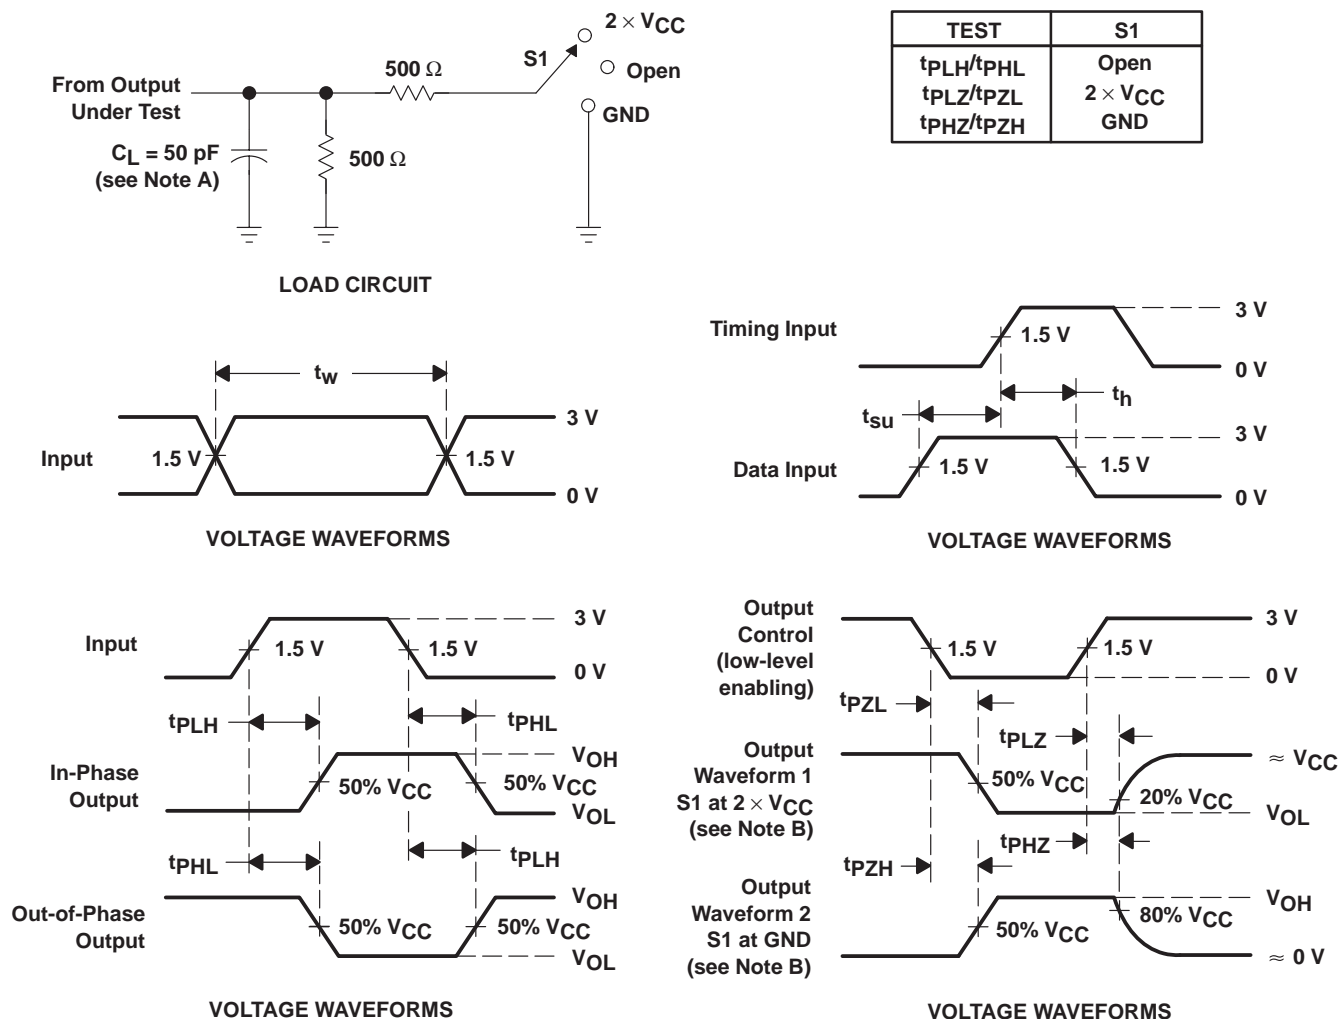 2 × VCC
S1
Open
GND
500 Ω
From Output
Under Test
CL = 50 pF
(see Note A)
500 Ω
LOAD CIRCUIT
TEST S1
tPLH/tPHL Open
tPLZ/tPZL 2 × VCC
tPHZ/tPZH GND
tw
Input
1.5 V
1.5 V
3 V
0 V
VOLTAGE WAVEFORMS
Timing Input
1.5 V
3 V
0 V
th
tsu
Data Input
1.5 V
1.5 V
3 V
0 V
VOLTAGE WAVEFORMS
Input
1.5 V
1.5 V
3 V
0 V
tPLH
tPHL
In-Phase
Output
50% VCC
50% VCC
VOH
VOL
tPHL
tPLH
Out-of-Phase
Output
50% VCC
50% VCC
VOH
VOL
VOLTAGE WAVEFORMS
Output
Control
(low-level
enabling)
1.5 V
1.5 V
3 V
0 V
tPZL
tPLZ
Output
Waveform 1
S1 at 2 × VCC
(see Note B)
50% VCC
20% VCC
≈ VCC
VOL
tPZH
tPHZ
Output
Waveform 2
S1 at GND
(see Note B)
50% VCC
80% VCC
VOH
≈ 0 V
VOLTAGE WAVEFORMS